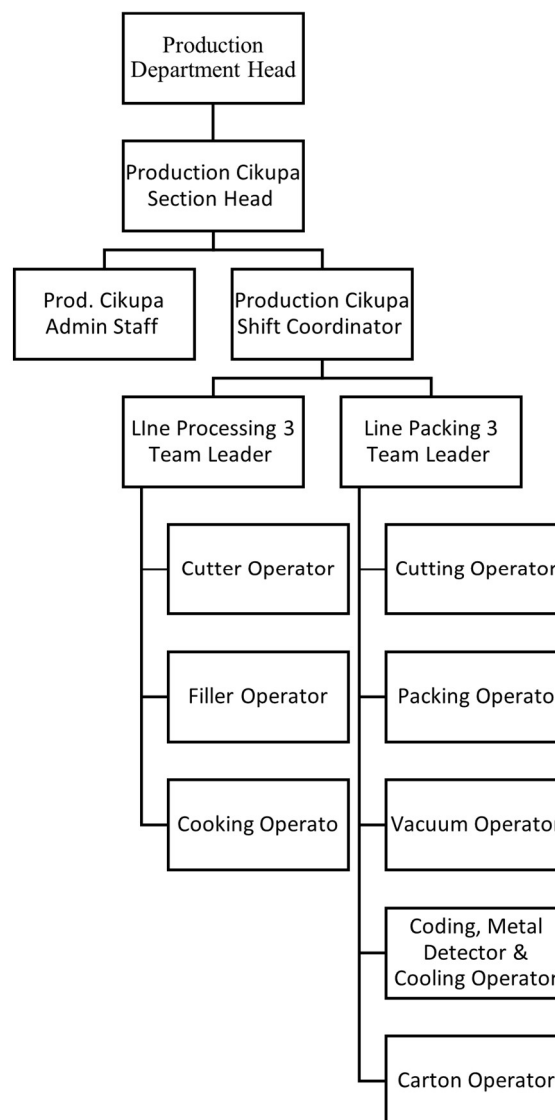 Production
Department Head
Production Cikupa
Section Head
Prod. Cikupa
Admin Staff
Production Cikupa
Shift Coordinator
LIne Processing 3
Team Leader
Line Packing 3
Team Leader
Cutter Operator
Cutting Operator
Filler Operator
Packing Operato
Cooking Operato
Vacuum Operator
Coding, Metal
Detector &
Cooling Operator
Carton Operator